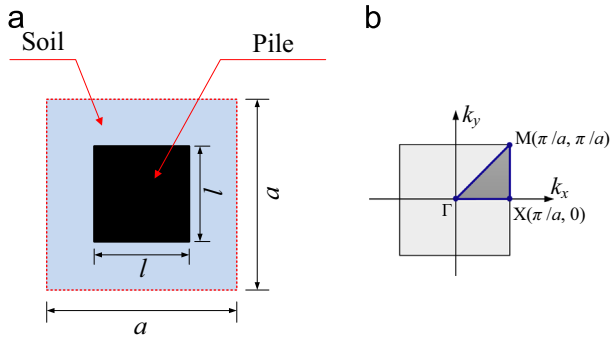 a
Soil
Pile
l
l
a
a
b
k_y
M(π/a, π/a)
k_x
Γ
X(π/a, 0)